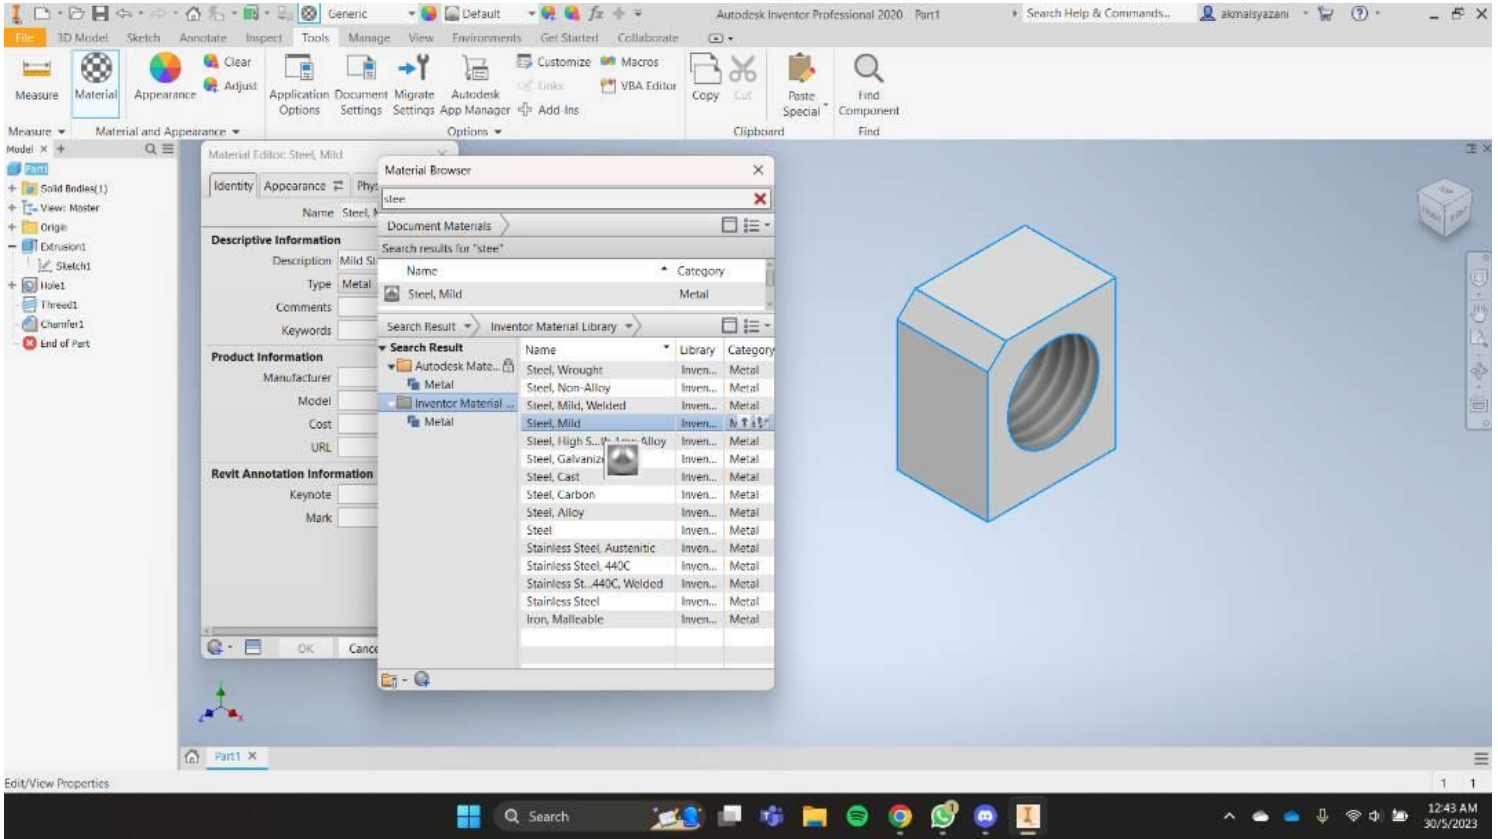 Generic
Default
Autodesk Inventor Professional 2020 Part1
Search Help & Commands...
akmalsyazani
File 3D Model Sketch Annotate Inspect Tools Manage View Environments Get Started Collaborate
Measure
Material
Appearance
Clear
Adjust
Application Options
Document Settings
Migrate Settings
Autodesk App Manager
Customize
Links
Add-Ins
Macros
VBA Editor
Copy
Cut
Paste Special
Find Component
Measure
Material and Appearance
Options
Clipboard
Find
Model
Part1
Solid Bodies(1)
View: Master
Origin
Extrusion1
Sketch1
Hole1
Thread1
Chamfer1
End of Part
Material Editor: Steel, Mild
Identity Appearance
Name Steel,
Descriptive Information
Description Mild
Type Metal
Comments
Keywords
Product Information
Manufacturer
Model
Cost
URL
Revit Annotation Information
Keynote
Mark
OK
Material Browser
stee
Document Materials
Search results for "stee"
Name Category
Steel, Mild Metal
Search Result Inventor Material Library
Search Result
Autodesk Mate...
Metal
Inventor Material ...
Metal
Name Library Category
Steel, Wrought Inven... Metal
Steel, Non-Alloy Inven... Metal
Steel, Mild, Welded Inven... Metal
Steel, Mild Inven...
Steel, High S... Alloy Inven... Metal
Steel, Inven... Metal
Steel, Cast Inven... Metal
Steel, Carbon Inven... Metal
Steel, Alloy Inven... Metal
Steel Inven... Metal
Stainless Steel, Austenitic Inven... Metal
Stainless Steel, 440C Inven... Metal
Stainless St...440C, Welded Inven... Metal
Stainless Steel Inven... Metal
Iron, Malleable Inven... Metal
Part1
Edit/View Properties
1 1
Search
12:43 AM
30/5/2023